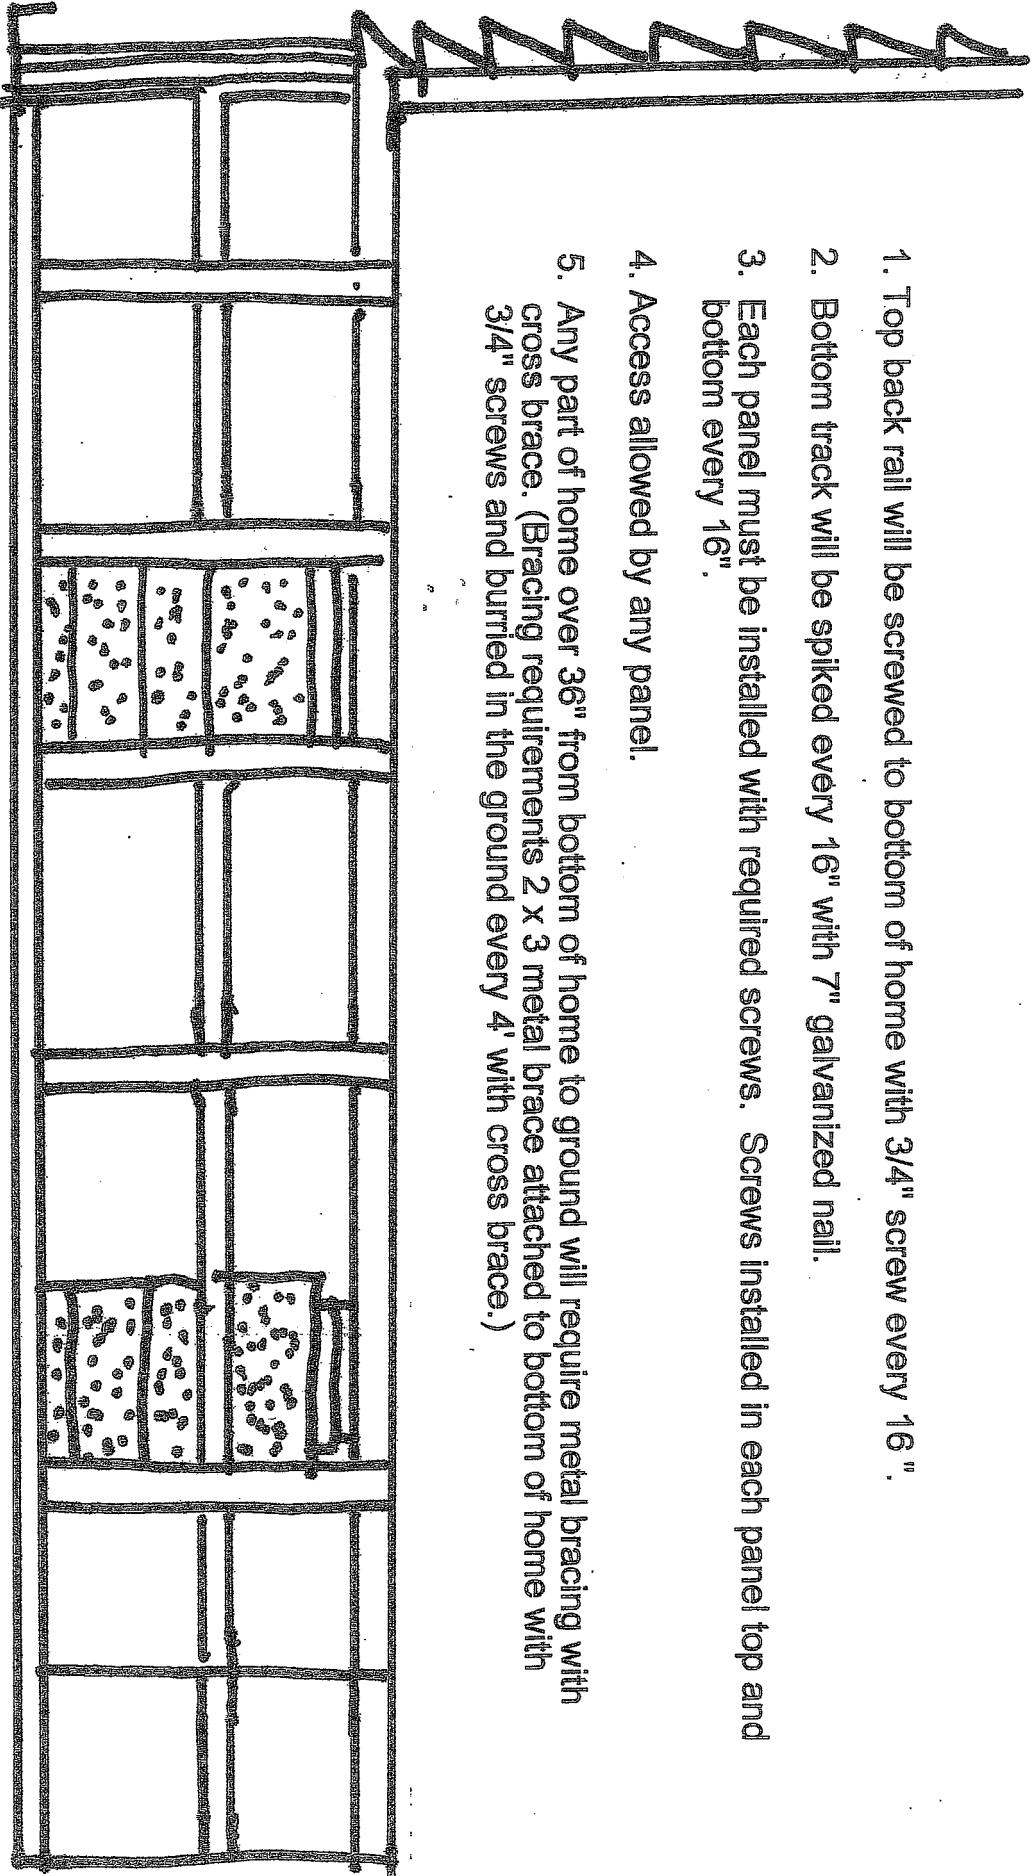 1. Top back rail will be screwed to bottom of home with 3/4" screw every 16".
2. Bottom track will be spiked every 16" with 7" galvanized nail.
3. Each panel must be installed with required screws. Screws installed in each panel top and
bottom every 16".
4. Access allowed by any panel.
5. Any part of home over 36" from bottom of home to ground will require metal bracing with
cross brace. (Bracing requirements 2 x 3 metal brace attached to bottom of home with
3/4" screws and burried in the ground every 4' with cross brace.)